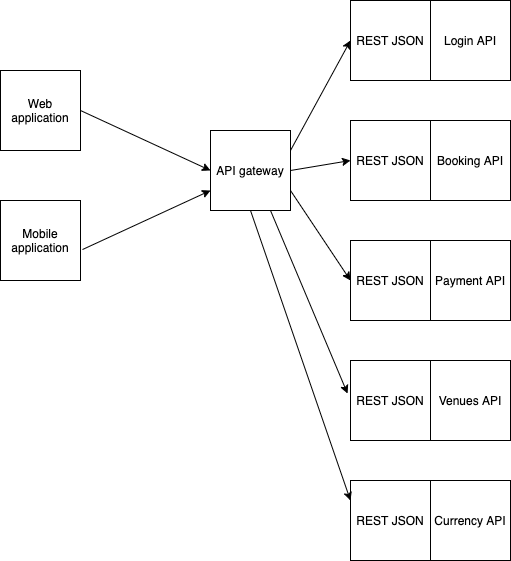 Web
application
Mobile
application
API gateway
REST JSON Login API
REST JSON Booking API
REST JSON Payment API
REST JSON Venues API
REST JSON Currency API